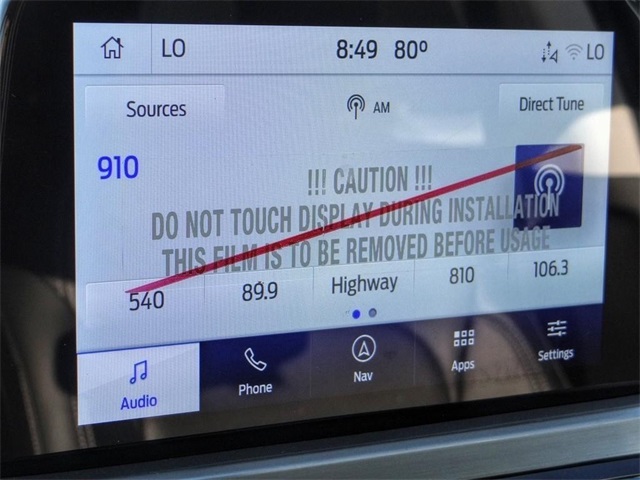 LO 8:49 80º LO
Sources AM Direct Tune
910
!!! CAUTION !!!
DO NOT TOUCH DISPLAY DURING INSTALLATION
THIS FILM IS TO BE REMOVED BEFORE USAGE
540 89.9 Highway 810 106.3
Audio Phone Nav Apps Settings